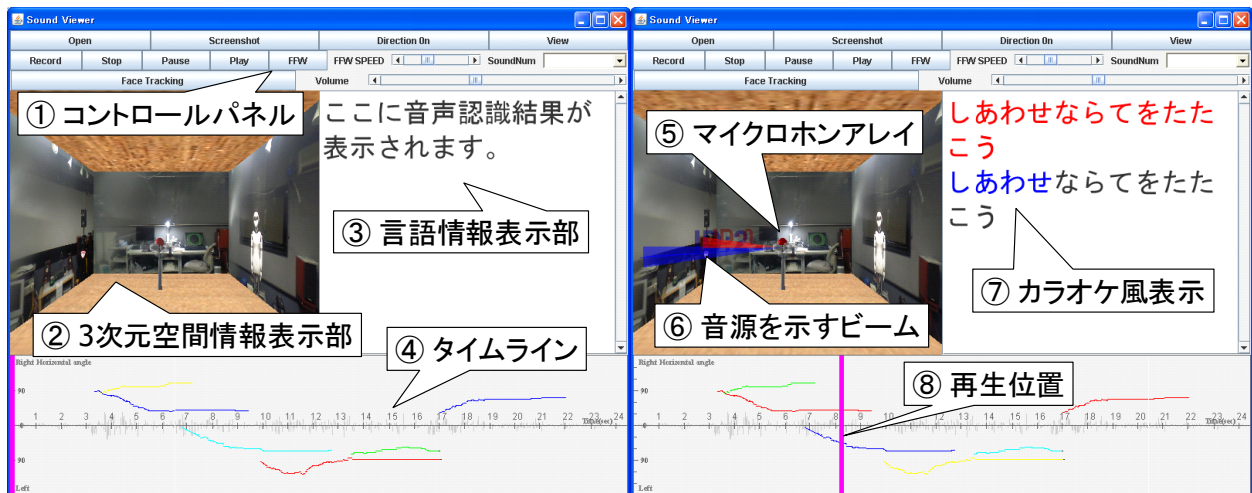 Sound Viewer
Open Screenshot Direction On View
Record Stop Pause Play FFW FFW SPEED SoundNum
Face Tracking Volume
① コントロールパネル
ここに音声認識結果が
表示されます。
③ 言語情報表示部
② 3次元空間情報表示部
④ タイムライン
Right Horizontal angle
90
1 2 3 4 5 6 7 8 9 10 11 12 13 14 15 16 17 18 19 20 21 22 23 24
0 Time(sec)
90
Left
Sound Viewer
Open Screenshot Direction On View
Record Stop Pause Play FFW FFW SPEED SoundNum
Face Tracking Volume
⑤ マイクロホンアレイ
しあわせならてをたた
こう
しあわせならてをたた
こう
⑦ カラオケ風表示
⑥ 音源を示すビーム
⑧ 再生位置
Right Horizontal angle
90
1 2 3 4 5 6 7 8 9 10 11 12 13 14 15 16 17 18 19 20 21 22 23 24
0 Time(sec)
90
Left